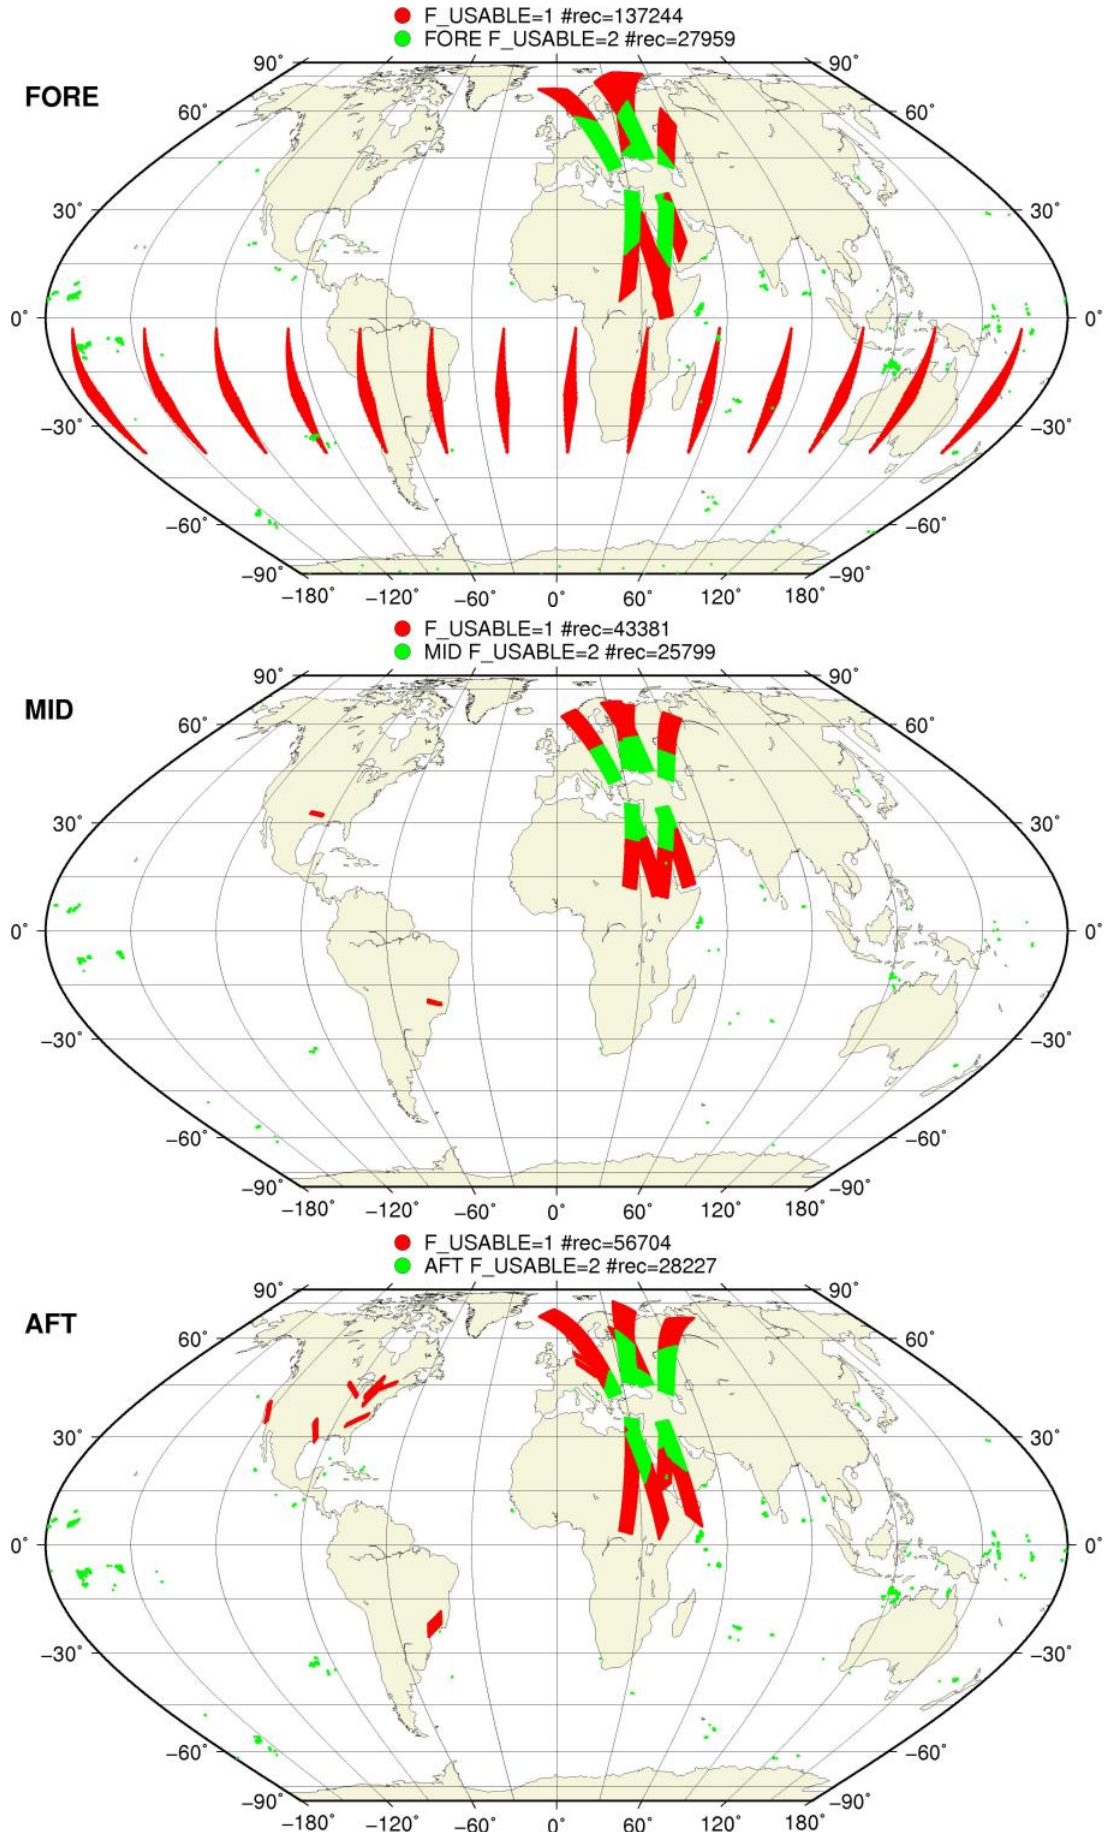 F_USABLE=1 #rec=137244
FORE F_USABLE=2 #rec=27959
FORE
90° 90°
60° 60°
30° 30°
0° 0°
−30° −30°
−60° −60°
−90° −90°
−180° −120° −60° 0° 60° 120° 180°
F_USABLE=1 #rec=43381
MID F_USABLE=2 #rec=25799
MID
90° 90°
60° 60°
30° 30°
0° 0°
−30° −30°
−60° −60°
−90° −90°
−180° −120° −60° 0° 60° 120° 180°
F_USABLE=1 #rec=56704
AFT F_USABLE=2 #rec=28227
AFT
90° 90°
60° 60°
30° 30°
0° 0°
−30° −30°
−60° −60°
−90° −90°
−180° −120° −60° 0° 60° 120° 180°